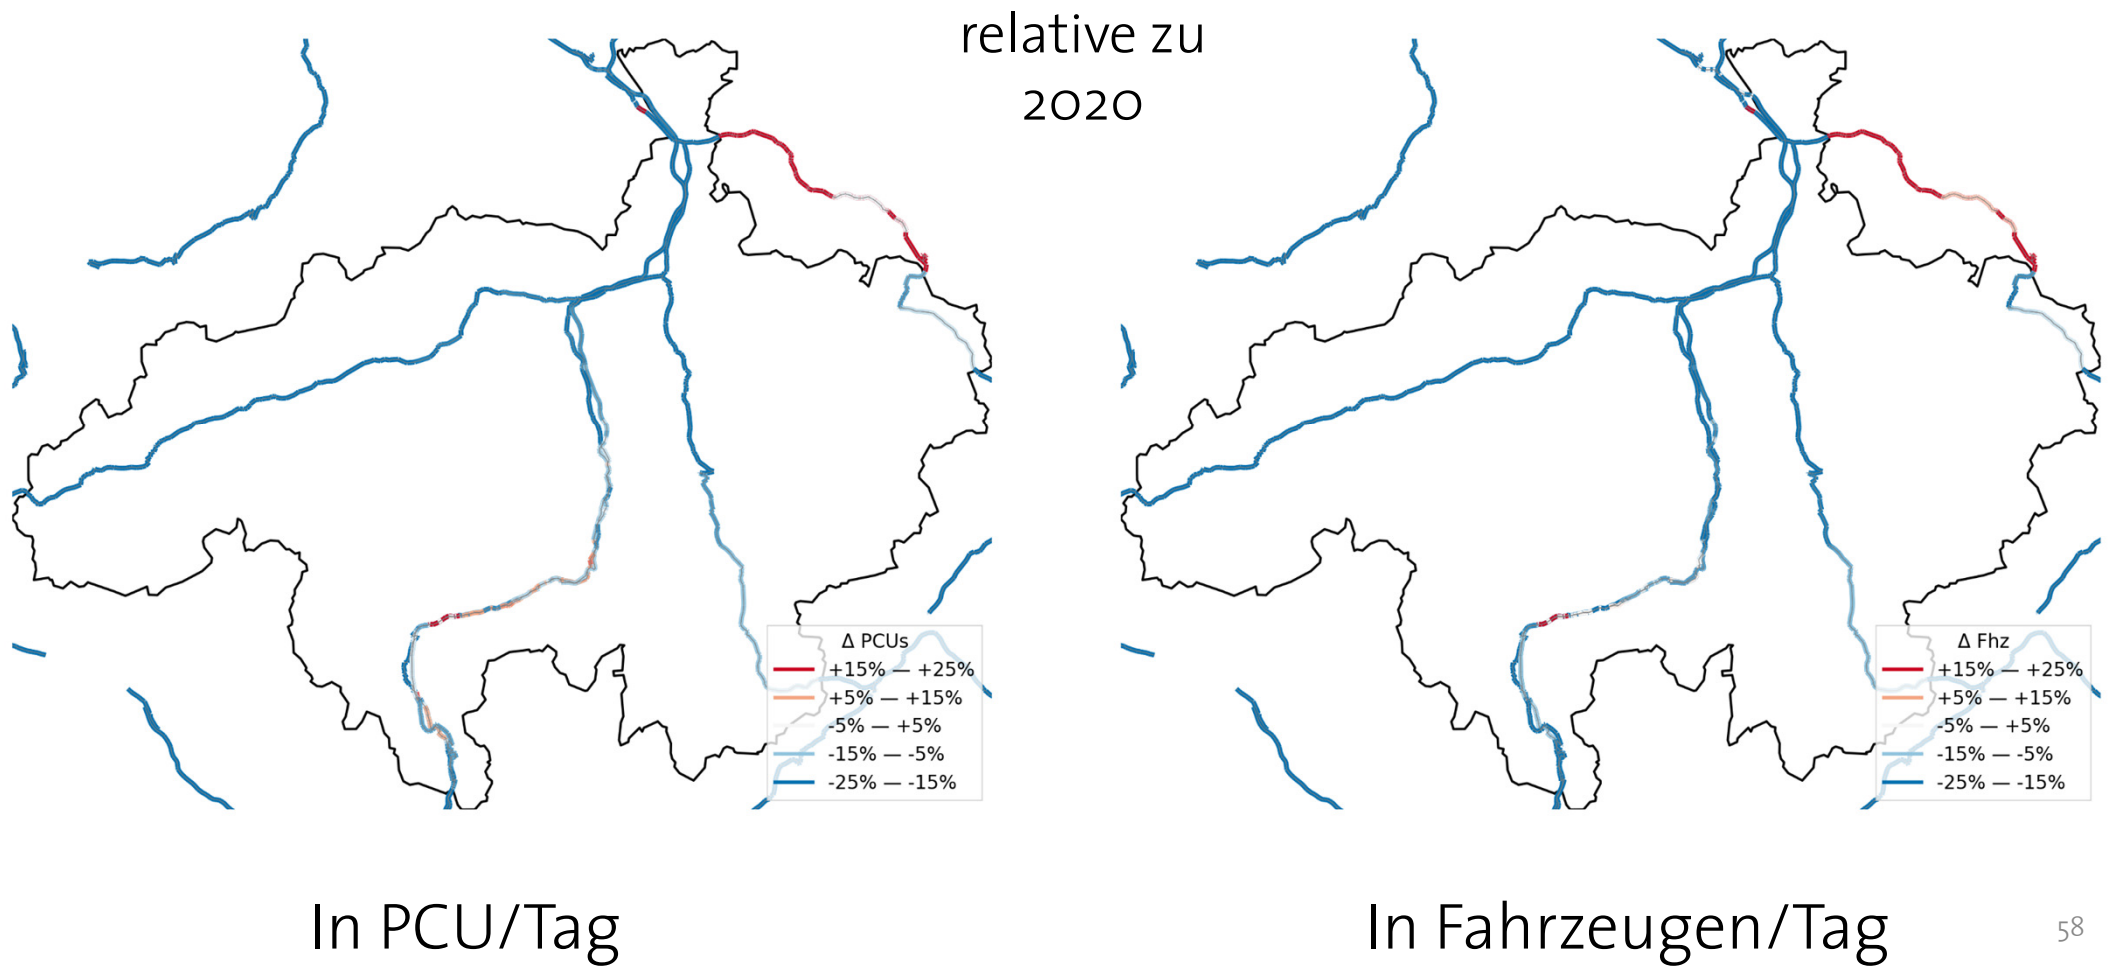 relative zu
2020
Δ PCUs
+15% — +25%
+5% — +15%
-5% — +5%
-15% — -5%
-25% — -15%
Δ Fhz
+15% — +25%
+5% — +15%
-5% — +5%
-15% — -5%
-25% — -15%
In PCU/Tag
In Fahrzeugen/Tag
58